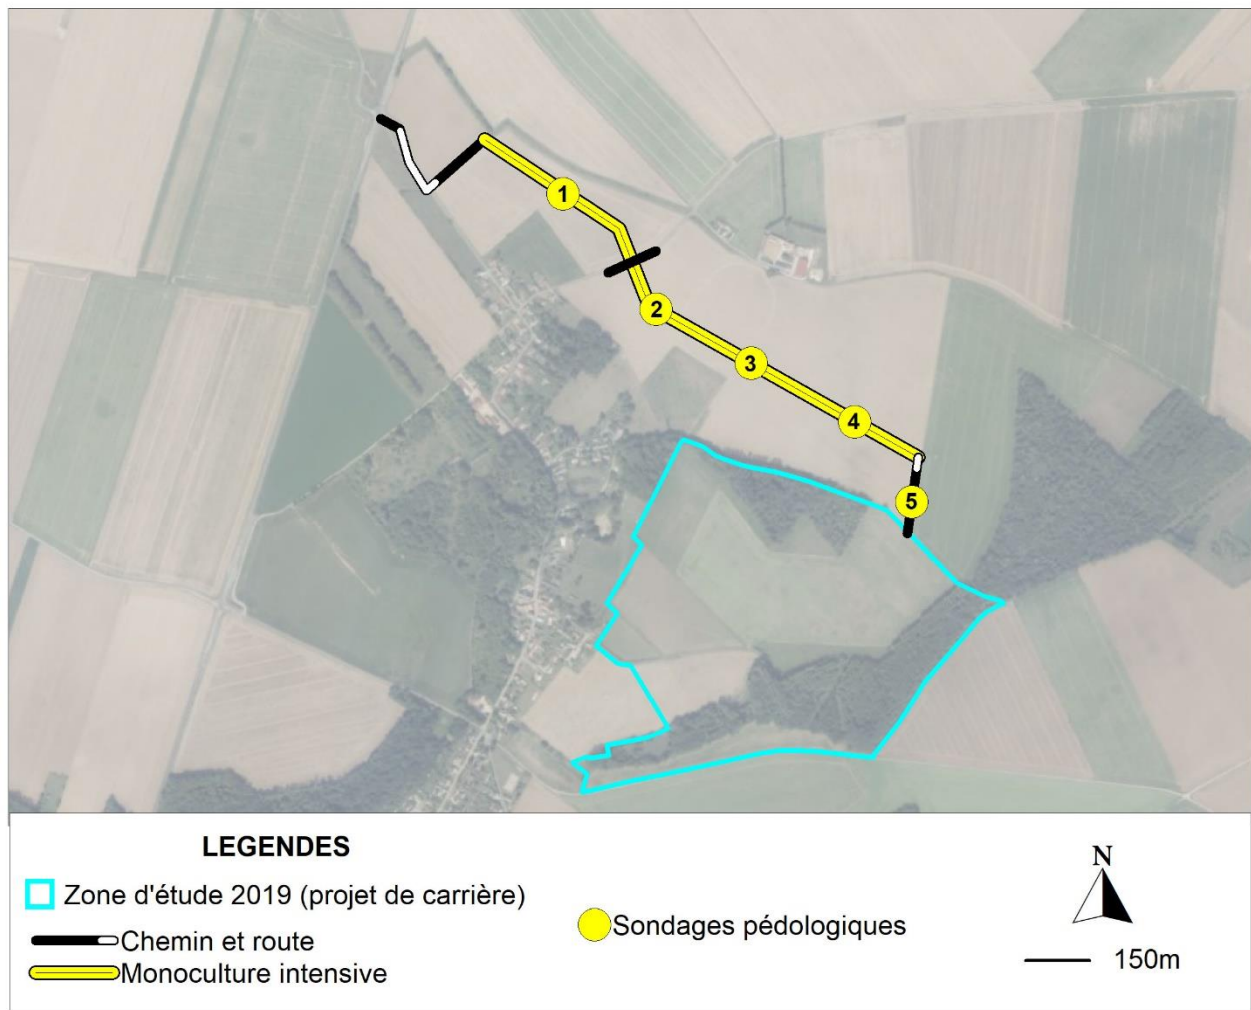 1
2
3
4
5
LEGENDES
Zone d'étude 2019 (projet de carrière)
Chemin et route
Monoculture intensive
Sondages pédologiques
N
150m